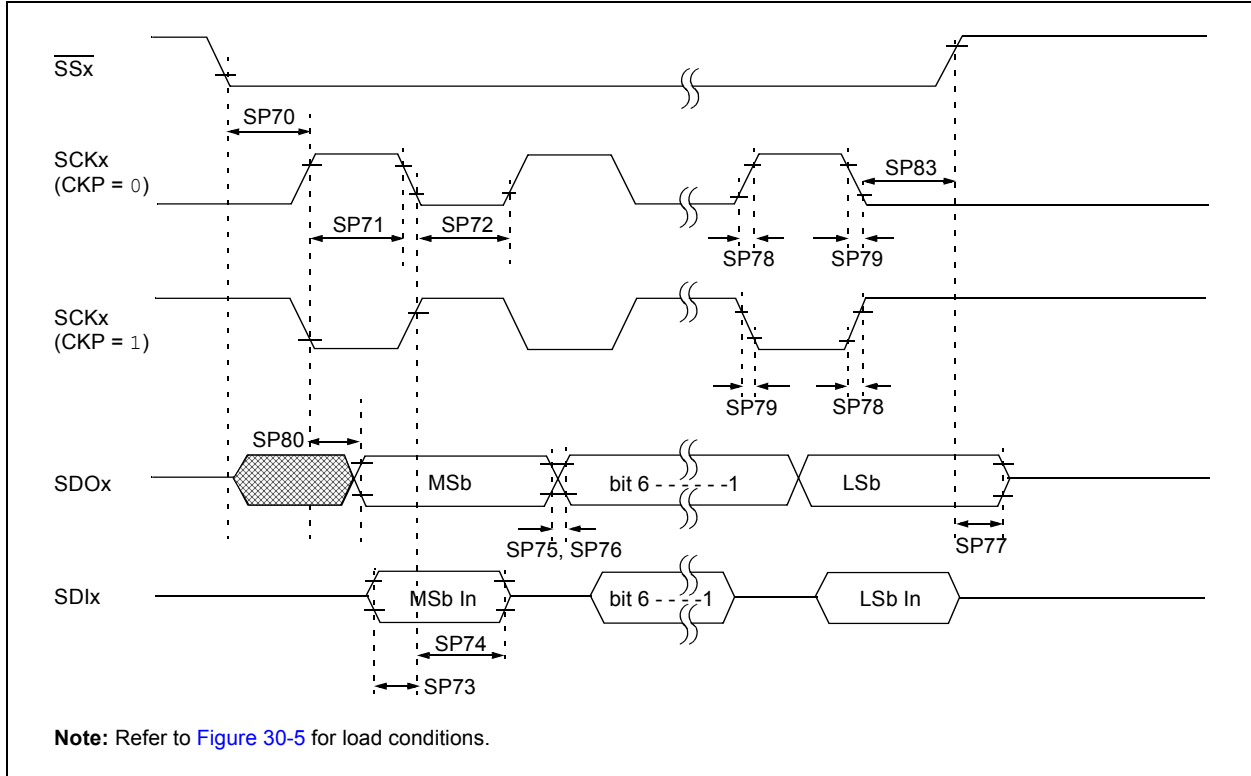 SSx
SP70
SCKx
(CKP = 0)
SP83
SP71
SP72
SP78
SP79
SCKx
(CKP = 1)
SP79
SP78
SP80
SDOx
MSb
bit 6 - - - - - - -1
LSb
SP75, SP76
SP77
SDIx
MSb In
bit 6 - - - - -1
LSb In
SP74
SP73
Note: Refer to Figure 30-5 for load conditions.